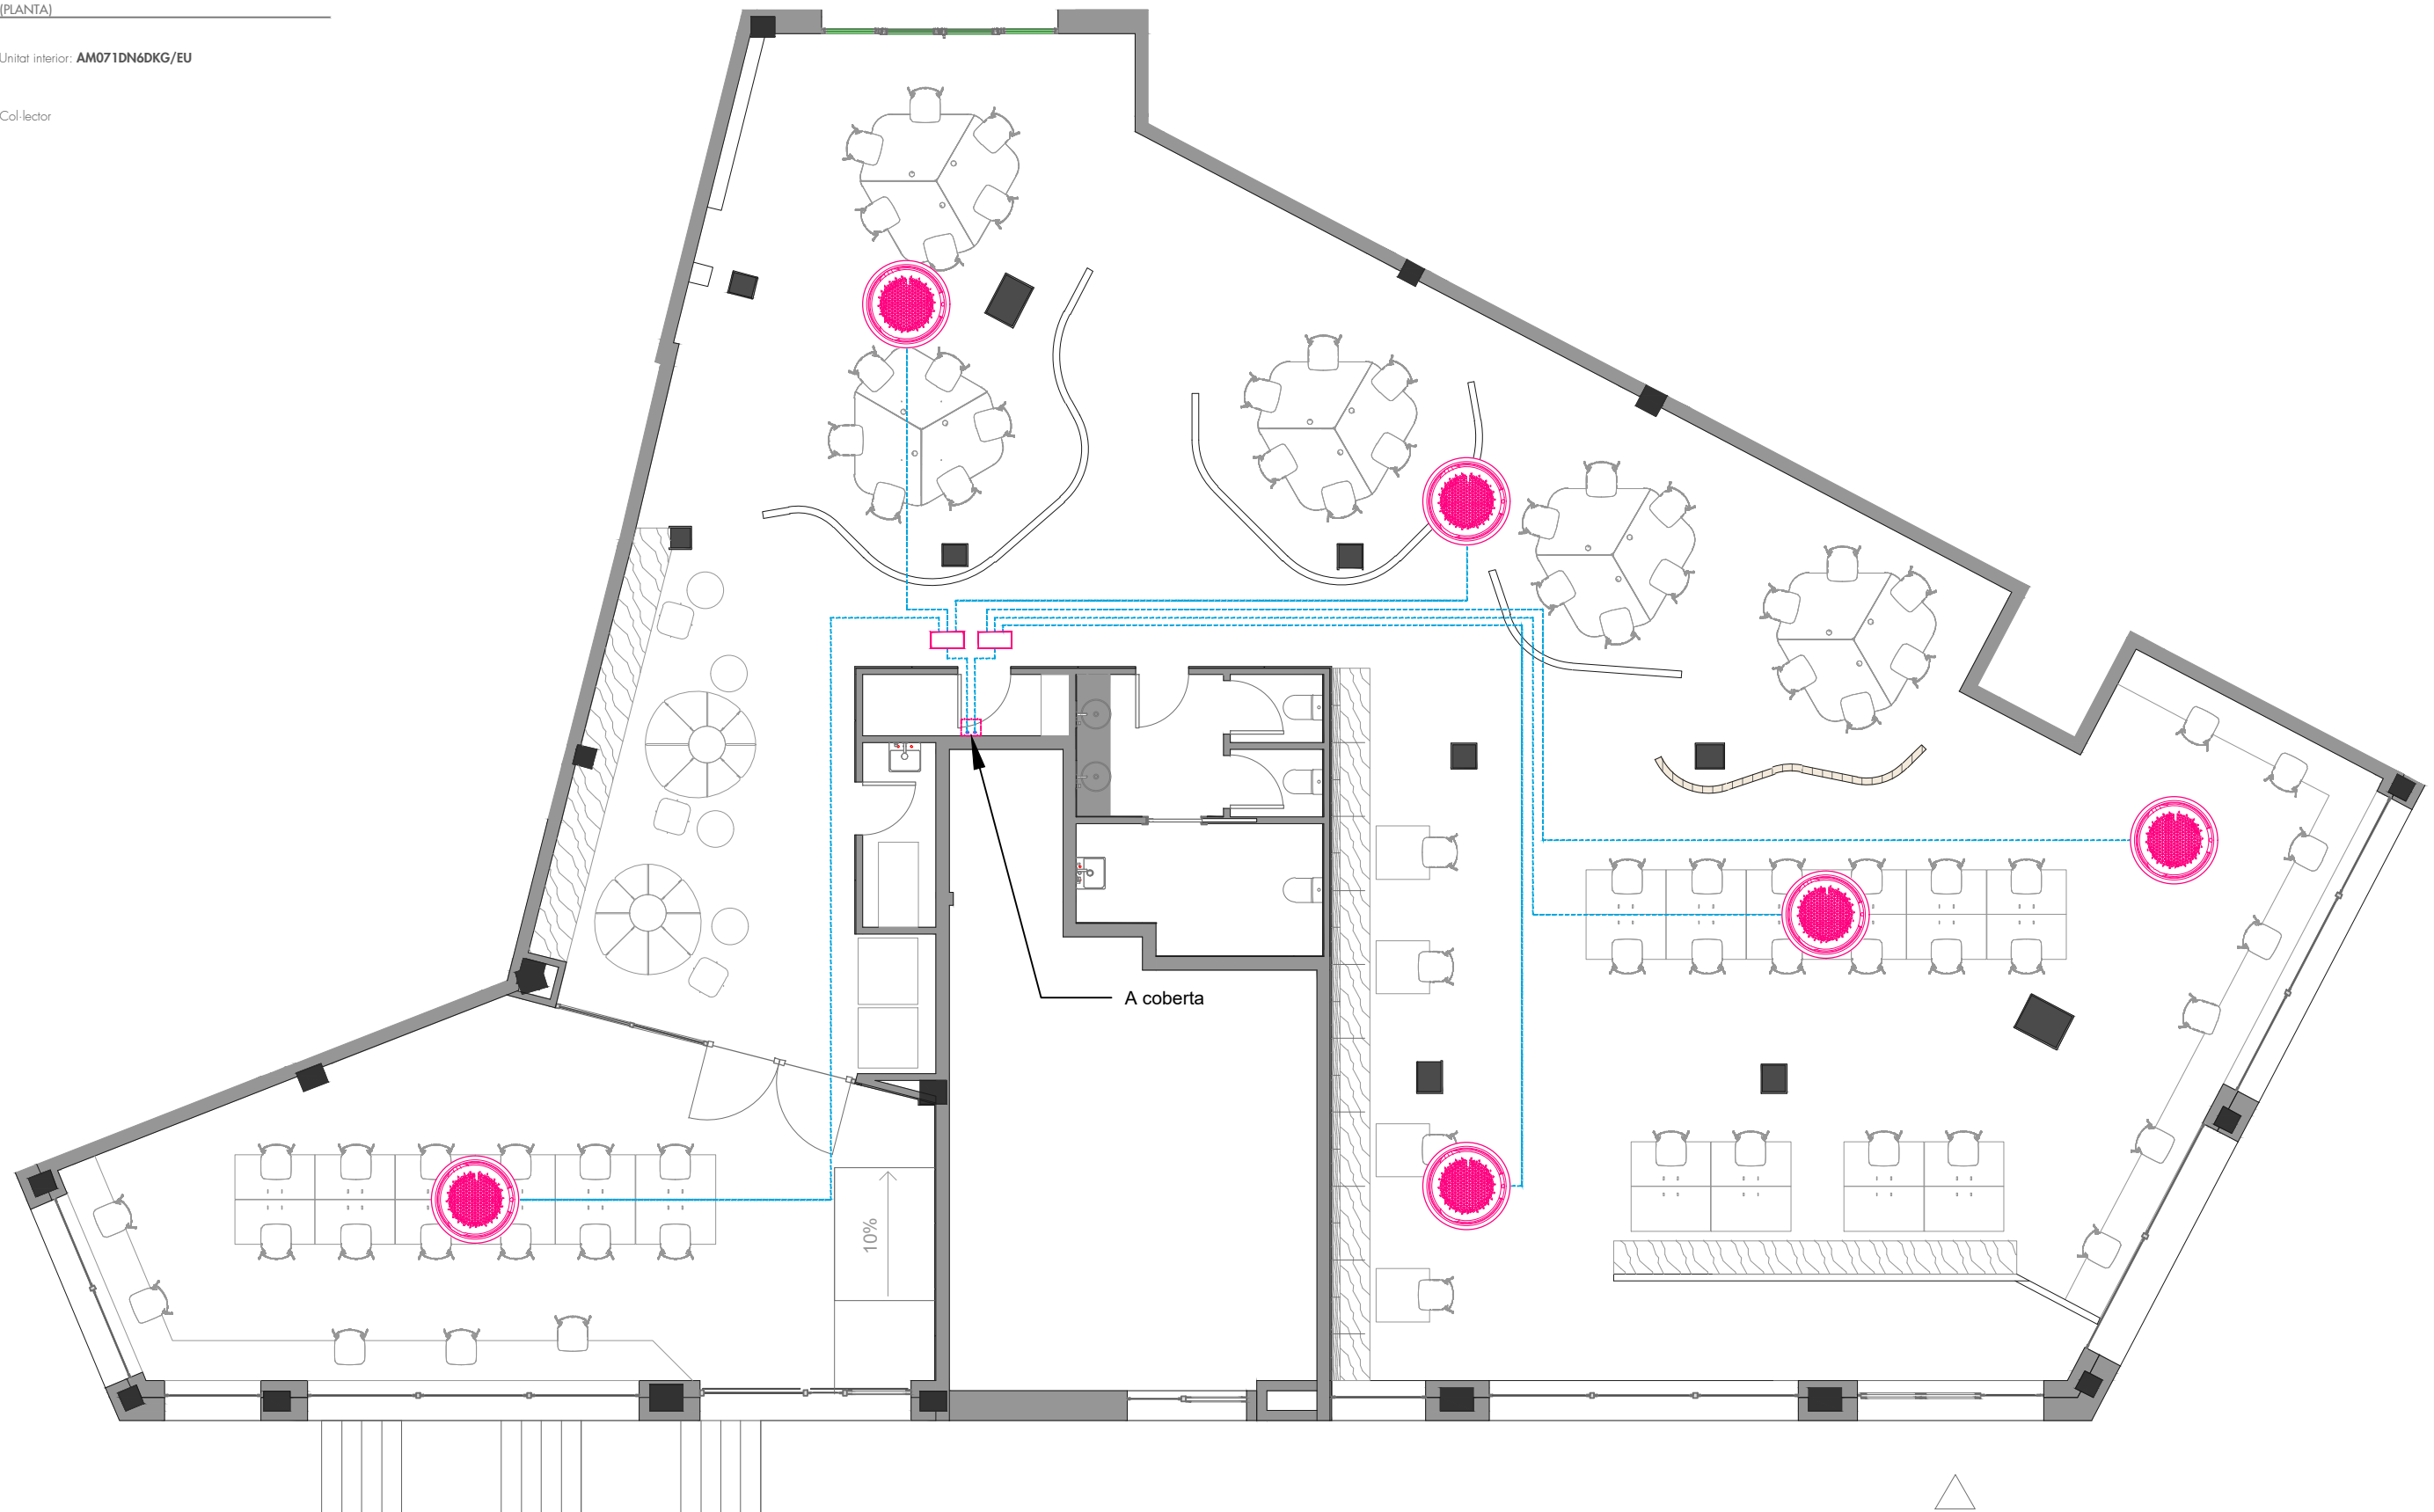 (PLANTA)
Unitat interior: AM071DN6DKG/EU
Col·lector
A coberta
10%